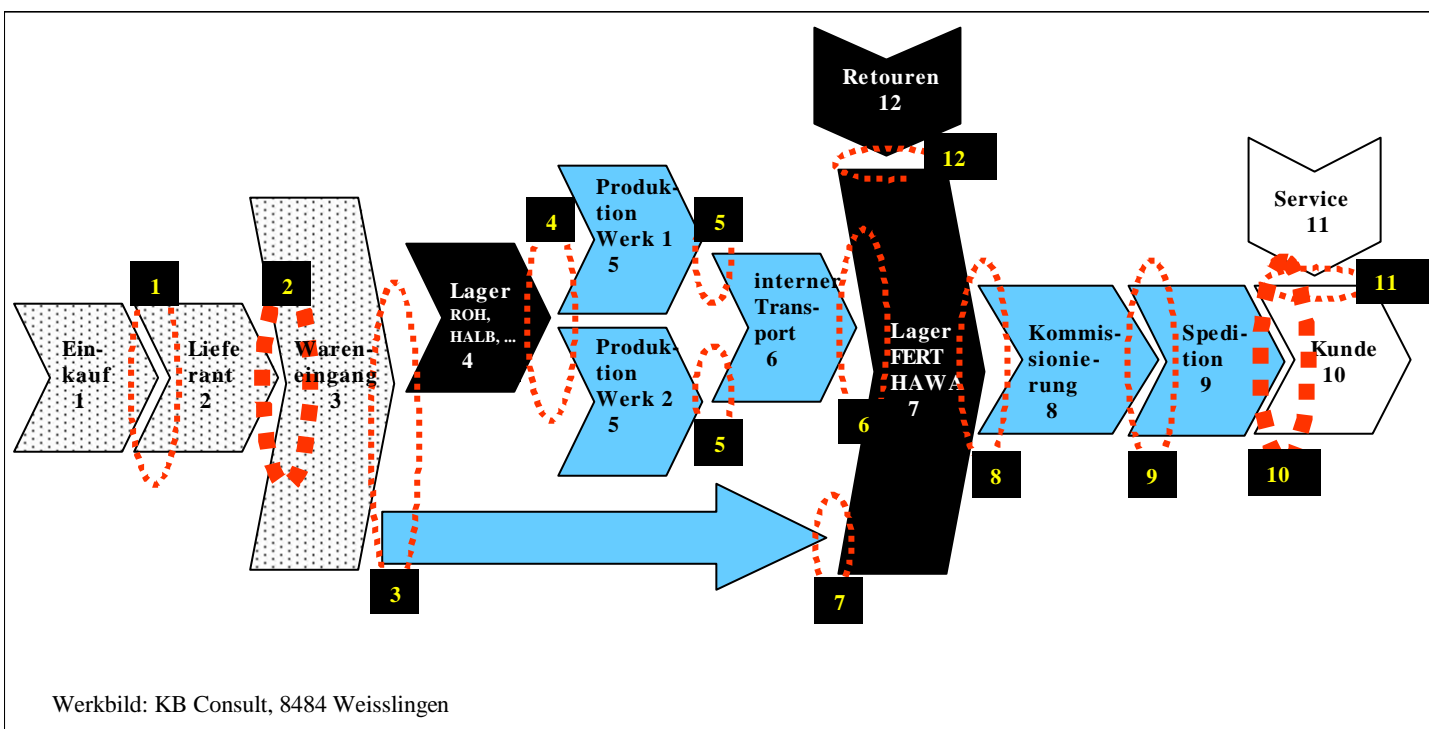 Retouren
12
12
Produk-
tion
Werk 1
5
4
5
Service
11
11
1
2
interner
Trans-
port
6
Lager
ROH,
HALB, ...
4
Ein-
kauf
1
Liefe
rant
2
Waren-
eingang
3
Produk-
tion
Werk 2
5
5
6
Lager
FERT
HAWA
7
Kommis-
sionie-
rung
8
Spedi-
tion
9
Kunde
10
8
9
10
3
7
Werkbild: KB Consult, 8484 Weisslingen